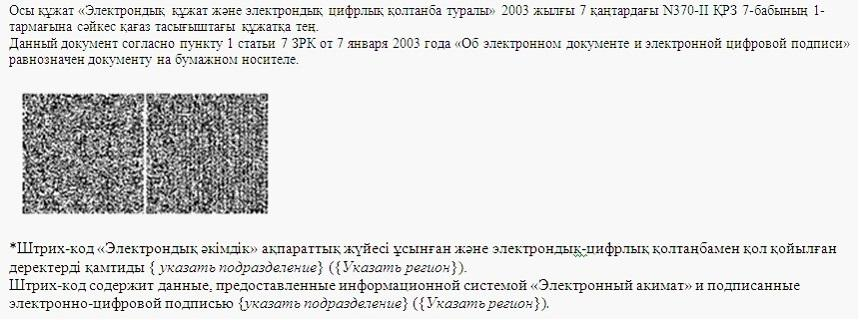 Осы құжат «Электрондық құжат және электрондық цифрлық қолтаңба туралы» 2003 жылғы 7 қаңтардағы N370-II ҚРЗ 7-бабының 1-
тармағына сәйкес қағаз тасығыштағы құжатқа тең.
Данный документ согласно пункту 1 статьи 7 ЗРК от 7 января 2003 года «Об электронном документе и электронной цифровой подписи»
равнозначен документу на бумажном носителе.
*Штрих-код «Электрондық әкімдік» ақпараттық жүйесі ұсынған және электрондық-цифрлық қолтаңбамен қол қойылған
деректерді қамтиды { указать подразделение} ({Указать регион}).
Штрих-код содержит данные, предоставленные информационной системой «Электронный акимат» и подписанные
электронно-цифровой подписью {указать подразделение} ({Указать регион}).